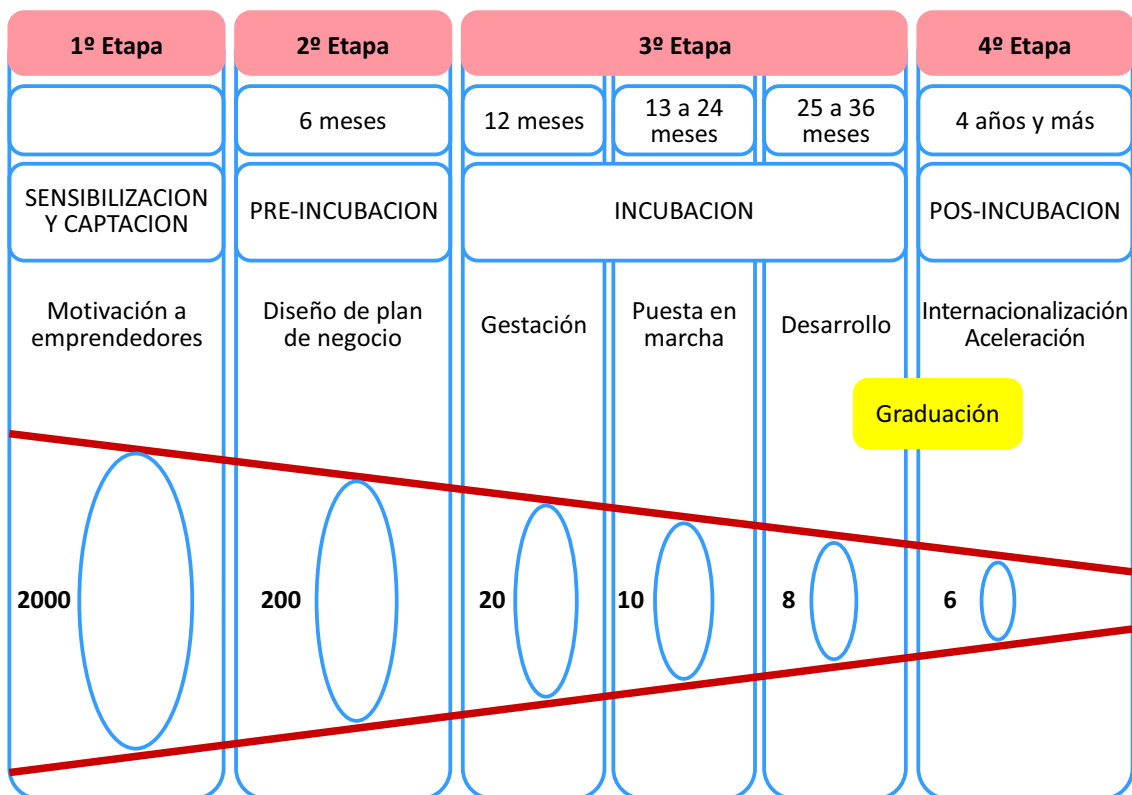 1º Etapa
2º Etapa
3º Etapa
4º Etapa
6 meses
12 meses
13 a 24
meses
25 a 36
meses
4 años y más
SENSIBILIZACION
Y CAPTACION
PRE-INCUBACION
INCUBACION
POS-INCUBACION
Motivación a
emprendedores
Diseño de plan
de negocio
Gestación
Puesta en
marcha
Desarrollo
Internacionalización
Aceleración
Graduación
2000
200
20
10
8
6